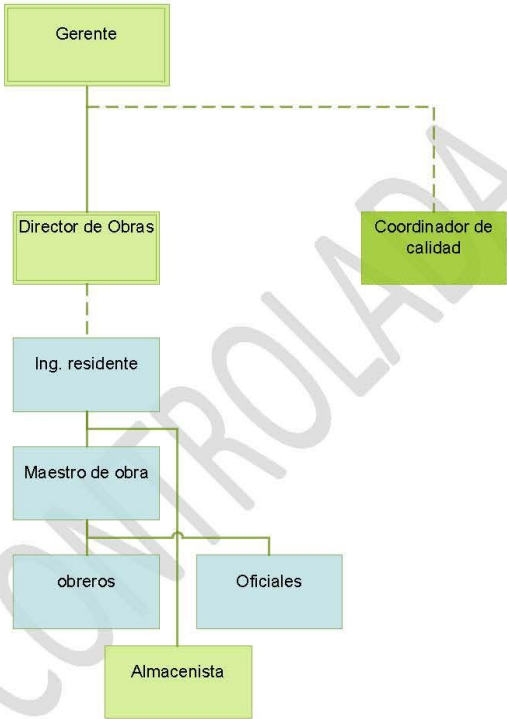 Gerente
Director de Obras
Coordinador de
calidad
Ing. residente
Maestro de obra
obreros
Oficiales
Almacenista
CONTROLADA